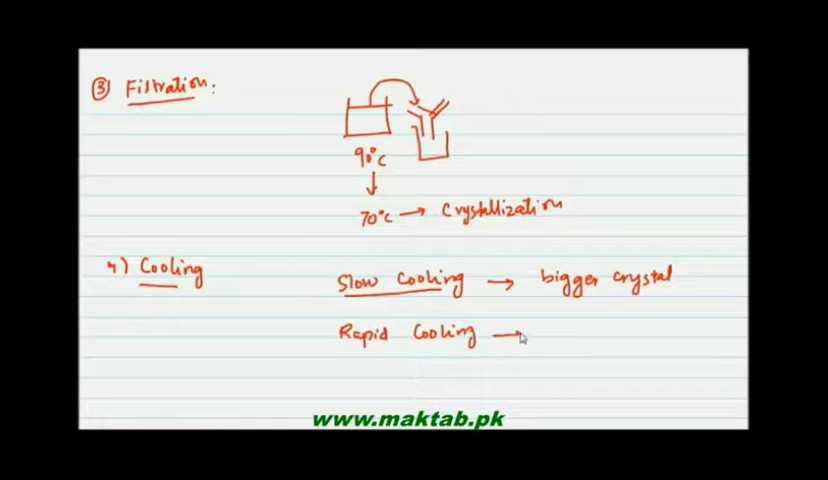 ③ Filtration:
90°C
70°C → Crystallization
4) Cooling
Slow Cooling → bigger crystal
Rapid Cooling →
www.maktab.pk